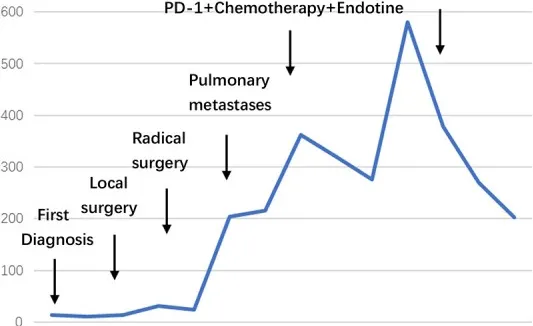 PD-1+Chemotherapy+Endotine
600
500
Pulmonary
metastases
400
Radical
surgery
300
Local
surgery
200
First
Diagnosis
100
0